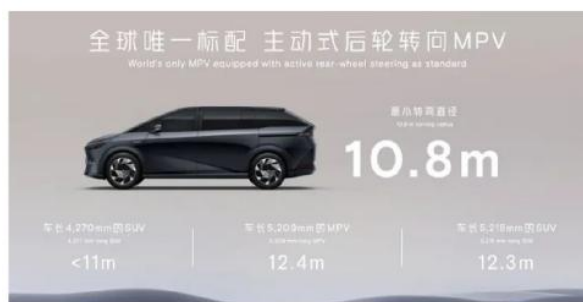 全球唯一标配 主动式后轮转向MPV
World's only MPV equipped with active rear-wheel steering as standard
最小转弯直径
10.8m
车长4,270mm的SUV
<11m
车长5,209mm的MPV
12.4m
车长5,218mm的SUV
12.3m